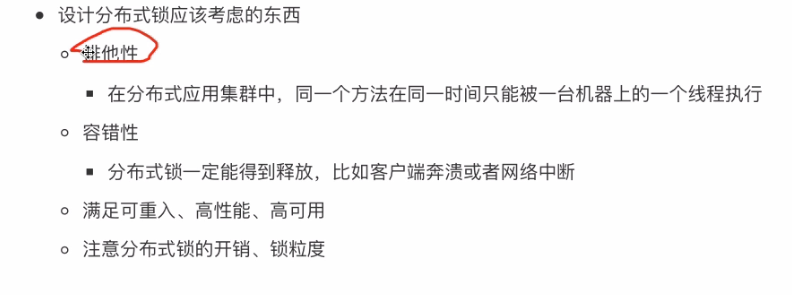 设计分布式锁应该考虑的东西
排他性
在分布式应用集群中，同一个方法在同一时间只能被一台机器上的一个线程执行
容错性
分布式锁一定能得到释放，比如客户端奔溃或者网络中断
满足可重入、高性能、高可用
注意分布式锁的开销、锁粒度